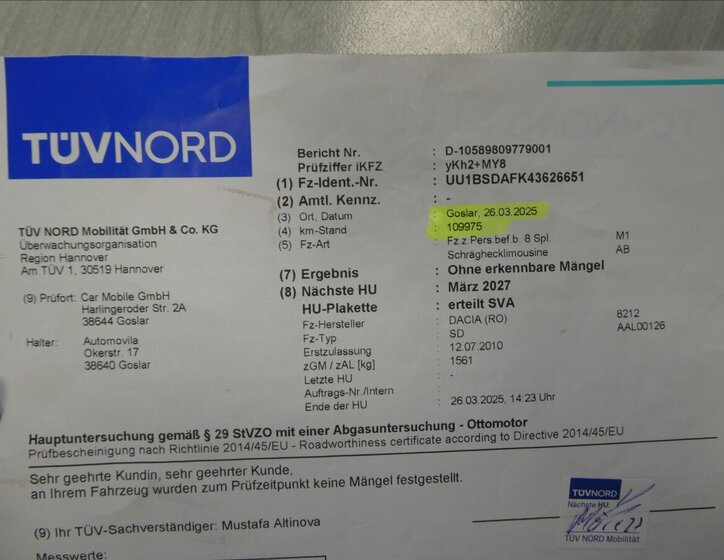 TÜVNORD
TÜV NORD Mobilität GmbH & Co. KG
Überwachungsorganisation
Region Hannover
Am TÜV 1, 30519 Hannover
(9) Prüfort: Car Mobile GmbH
Harlingeroder Str. 2A
38644 Goslar
Halter: Automovila
Okerstr. 17
38640 Goslar
Bericht Nr. : D-10589809779001
Prüfziffer iKFZ : yKh2+MY8
(1) Fz-Ident.-Nr. : UU1BSDAFK43626651
(2) Amtl. Kennz. : -
(3) Ort, Datum : Goslar, 26.03.2025
(4) km-Stand : 109975
(5) Fz-Art : Fz.z.Pers.bef.b. 8 Spl. M1
Schräghecklimousine AB
(7) Ergebnis : Ohne erkennbare Mängel
(8) Nächste HU : März 2027
HU-Plakette : erteilt SVA
Fz-Hersteller : DACIA (RO) 8212
Fz-Typ : SD AAL00126
Erstzulassung : 12.07.2010
zGM / zAL [kg] : 1561
Letzte HU : -
Auftrags-Nr./Intern :
Ende der HU : 26.03.2025, 14:23 Uhr
Hauptuntersuchung gemäß § 29 StVZO mit einer Abgasuntersuchung - Ottomotor
Prüfbescheinigung nach Richtlinie 2014/45/EU - Roadworthiness certificate according to Directive 2014/45/EU
Sehr geehrte Kundin, sehr geehrter Kunde,
an Ihrem Fahrzeug wurden zum Prüfzeitpunkt keine Mängel festgestellt.
(9) Ihr TÜV-Sachverständiger: Mustafa Altinova
TÜVNORD
Nächste HU:
TÜV NORD Mobilität
Messwerte: